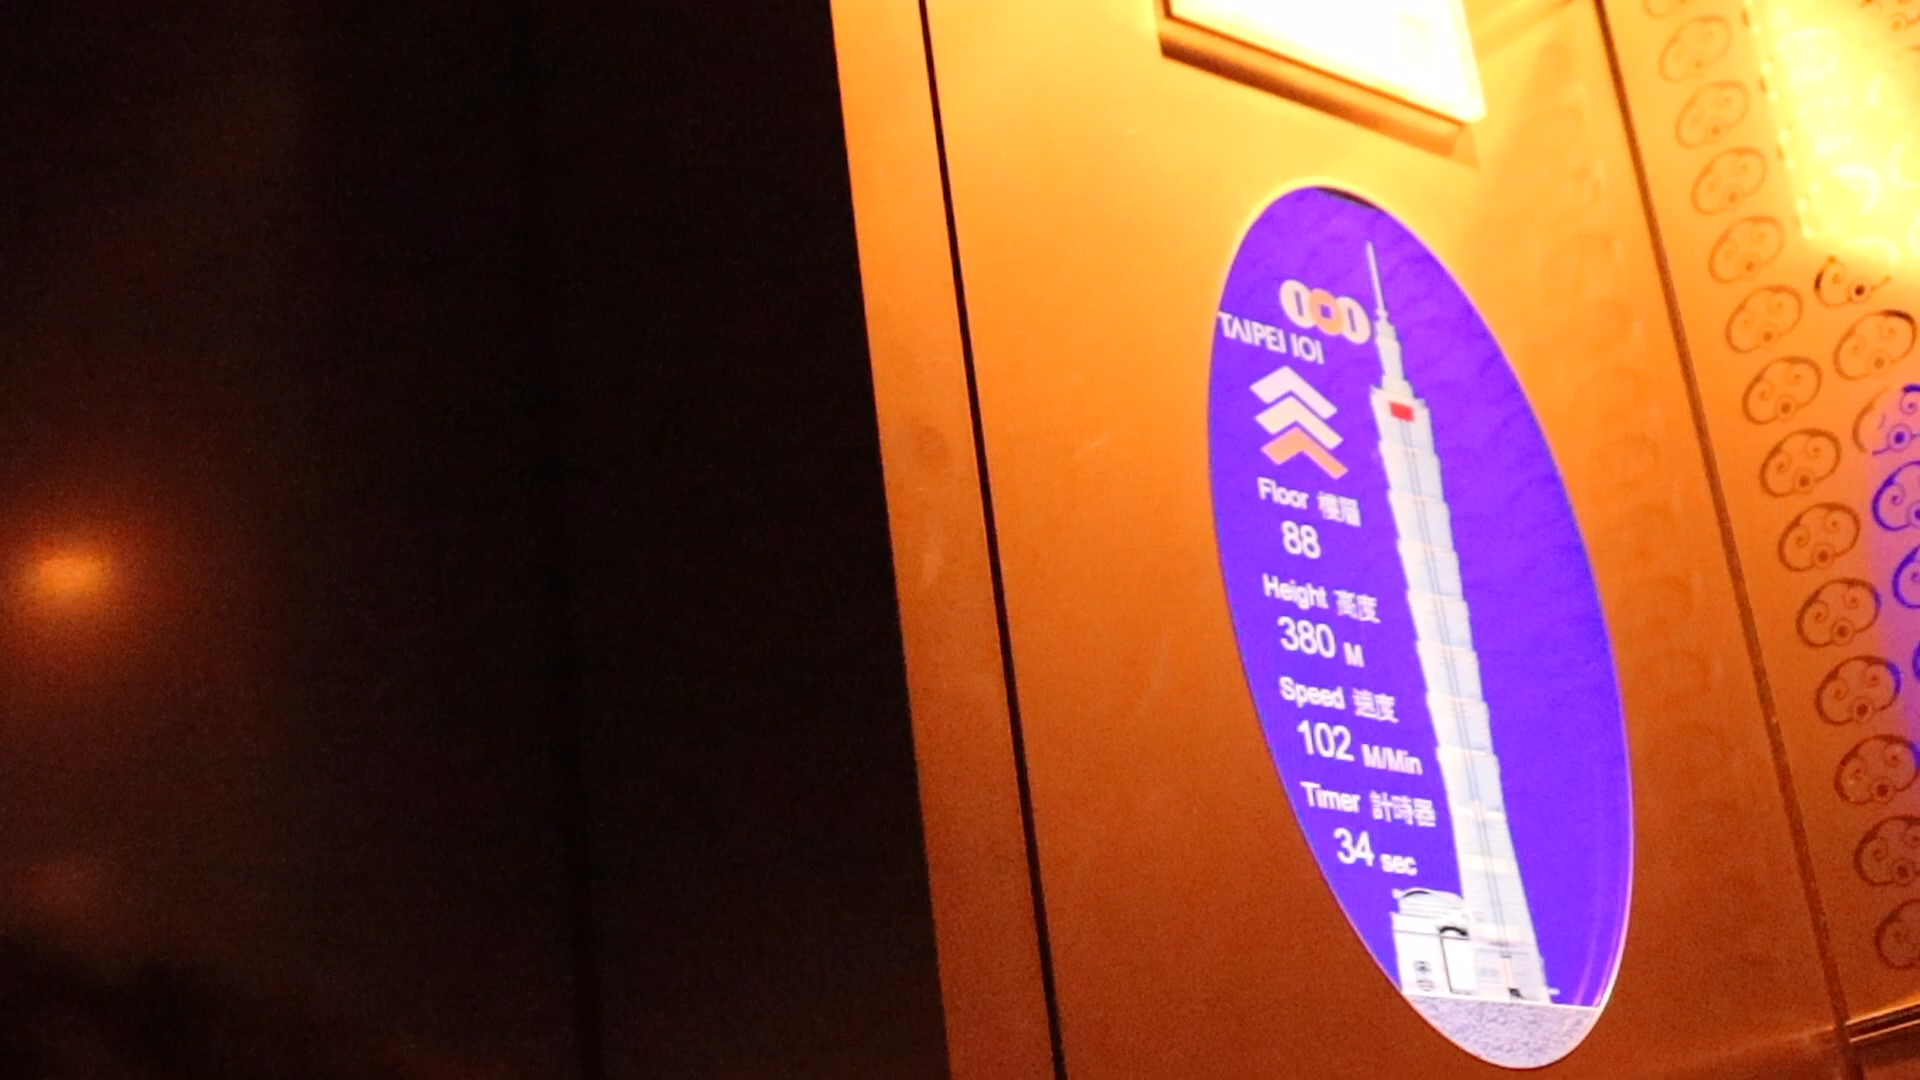 TAIPEI 101
Floor 樓層
88
Height 高度
380 M
Speed 速度
102 M/Min
Timer 計時器
34 sec